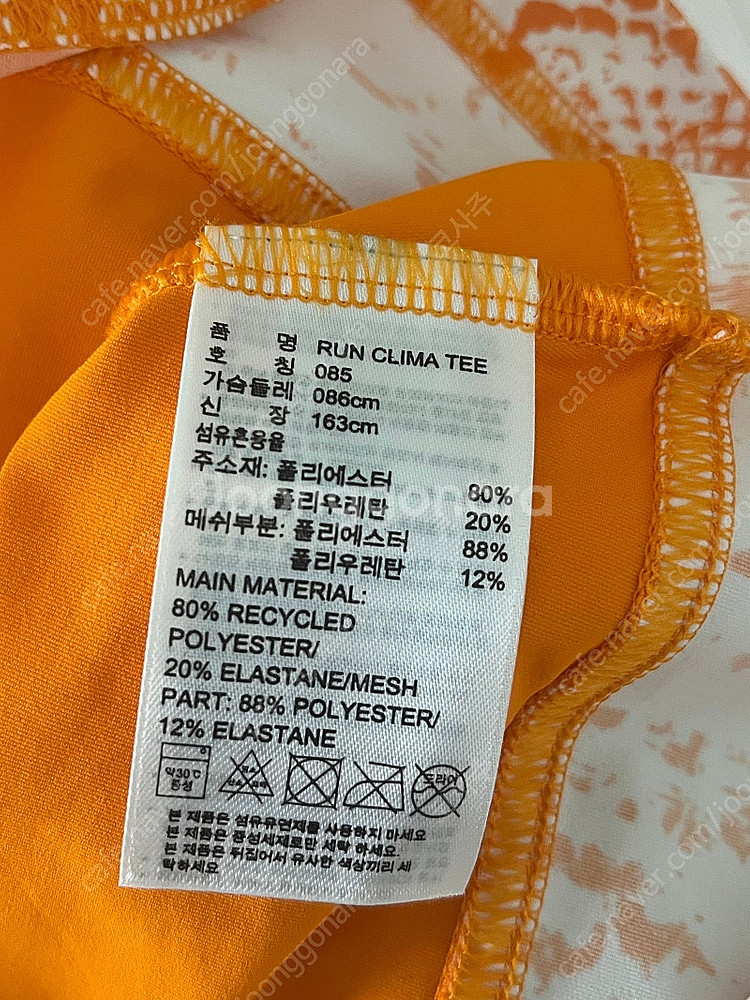 품 명 RUN CLIMA TEE
호 칭 085
가슴둘레 086cm
신 장 163cm
섬유혼용율
주소재: 폴리에스터 80%
폴리우레탄 20%
메쉬부분: 폴리에스터 88%
폴리우레탄 12%
MAIN MATERIAL:
80% RECYCLED
POLYESTER/
20% ELASTANE/MESH
PART: 88% POLYESTER/
12% ELASTANE
약30℃
중성
드라이
본 제품은 섬유유연제를 사용하지 마세요
본 제품은 중성세제로만 세탁 하세요.
본 제품은 뒤집어서 유사한 색상끼리 세
탁하세요
joonggonara
cafe.naver.com/joonggonara